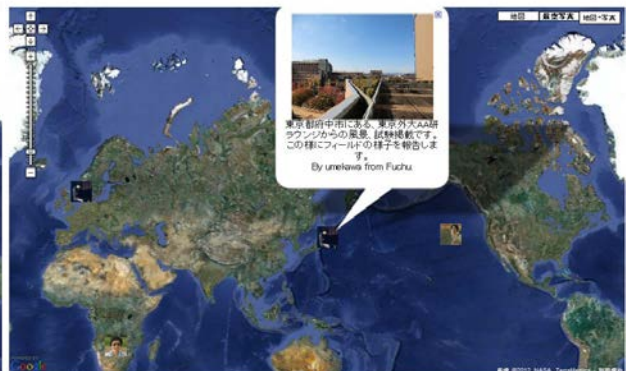 地図 航空写真 地図+写真
東京都府中市にある、東京外大AA研
ラウンジからの風景、試験掲載です。
この様にフィールドの様子を報告しま
す。
By umekawa from Fuchu
POWERED BY
Google